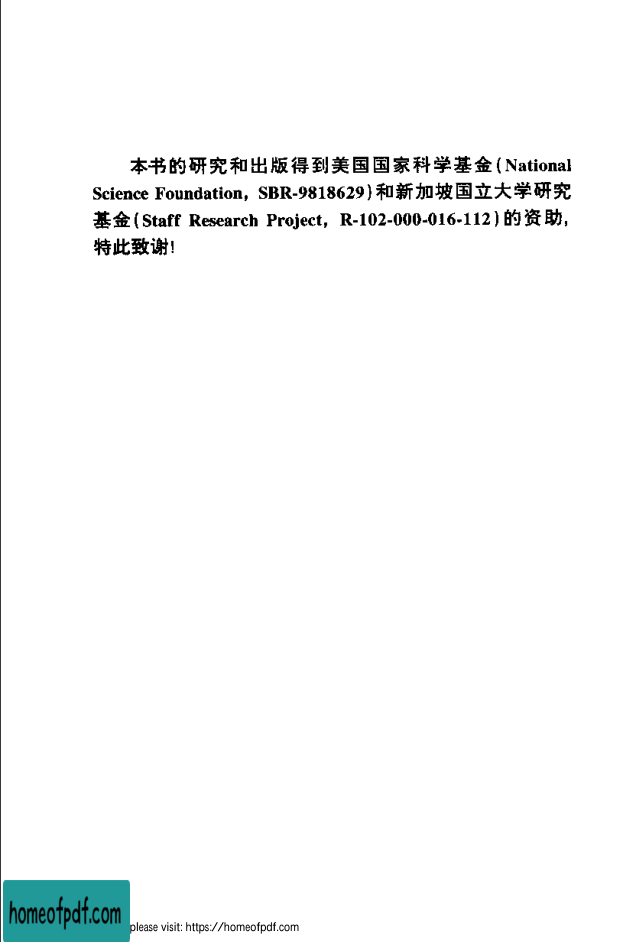 本书的研究和出版得到美国国家科学基金(National
Science Foundation, SBR-9818629)和新加坡国立大学研究
基金(Staff Research Project, R-102-000-016-112)的资助,
特此致谢!
homeofpdf.com
please visit: https://homeofpdf.com